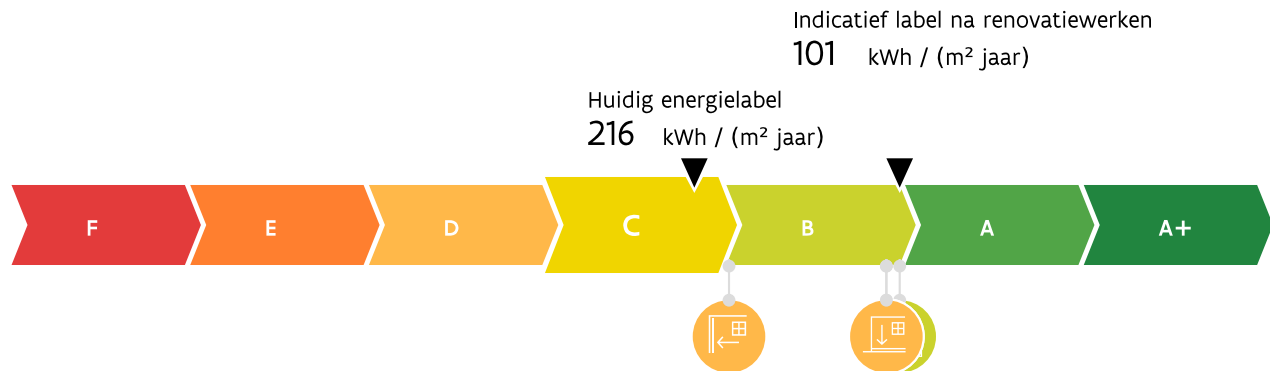 Indicatief label na renovatiewerken
101 kWh / (m² jaar)
Huidig energielabel
216 kWh / (m² jaar)
F E D C B A A+